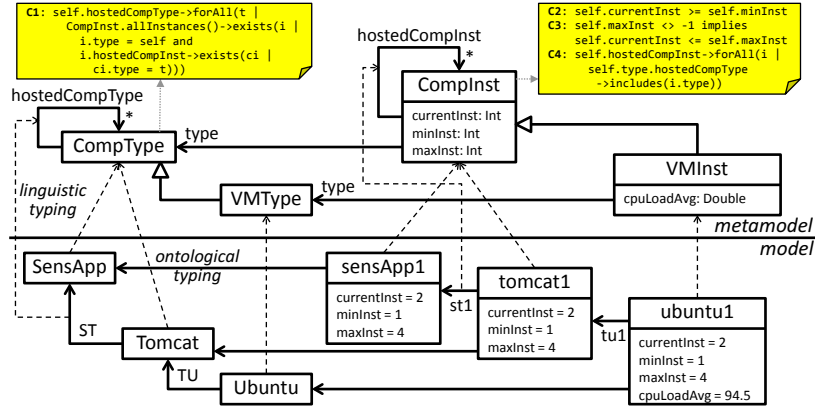 C1: self.hostedCompType->forAll(t |
CompInst.allInstances()->exists(i |
i.type = self and
i.hostedCompInst->exists(ci |
ci.type = t)))
C2: self.currentInst >= self.minInst
C3: self.maxInst <> -1 implies
self.currentInst <= self.maxInst
C4: self.hostedCompInst->forAll(i |
self.type.hostedCompType
->includes(i.type))
hostedCompInst
*
CompInst
currentInst: Int
minInst: Int
maxInst: Int
hostedCompType
*
CompType
type
VMInst
cpuLoadAvg: Double
linguistic
typing
VMType
type
metamodel
model
SensApp
ontological
typing
sensApp1
currentInst = 2
minInst = 1
maxInst = 4
st1
tomcat1
currentInst = 2
minInst = 1
maxInst = 4
tu1
ubuntu1
currentInst = 2
minInst = 1
maxInst = 4
cpuLoadAvg = 94.5
ST
Tomcat
TU
Ubuntu